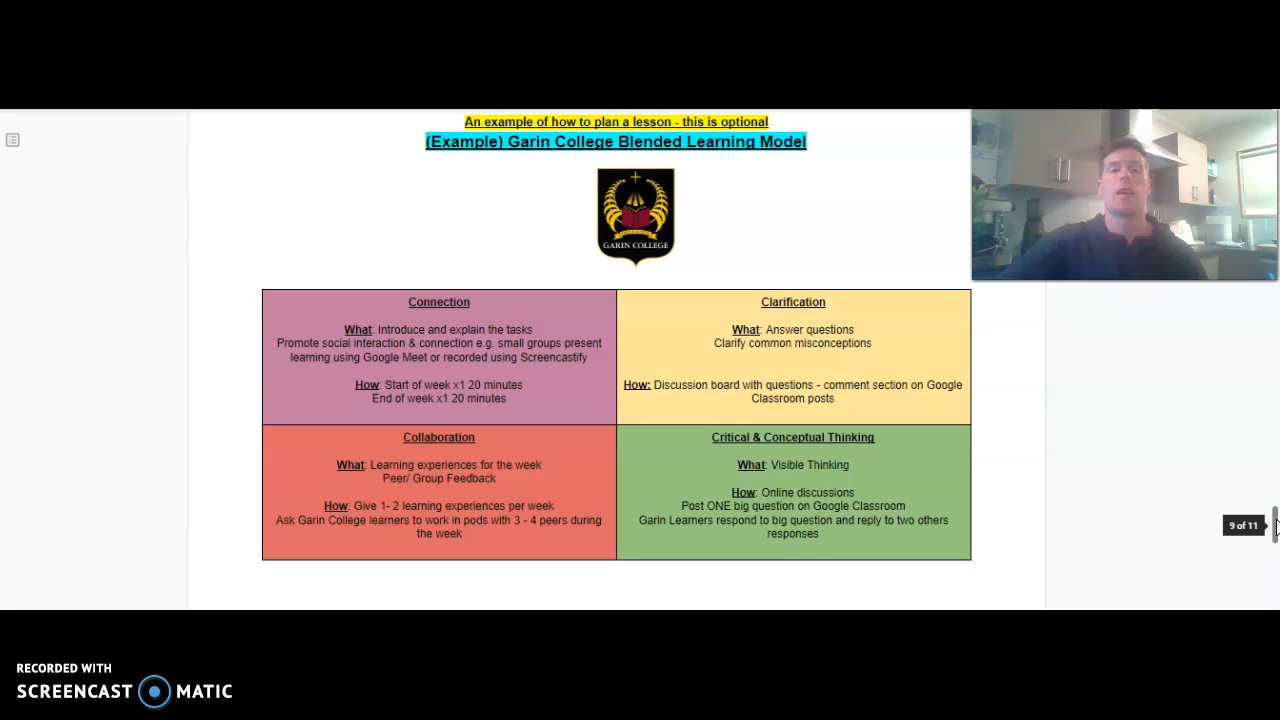 An example of how to plan a lesson - this is optional
(Example) Garin College Blended Learning Model
GARIN COLLEGE
Connection
What: Introduce and explain the tasks
Promote social interaction & connection e.g. small groups present
learning using Google Meet or recorded using Screencastify
How: Start of week x1 20 minutes
End of week x1 20 minutes
Clarification
What: Answer questions
Clarify common misconceptions
How: Discussion board with questions - comment section on Google
Classroom posts
Collaboration
What: Learning experiences for the week
Peer/ Group Feedback
How: Give 1- 2 learning experiences per week
Ask Garin College learners to work in pods with 3 - 4 peers during
the week
Critical & Conceptual Thinking
What: Visible Thinking
How: Online discussions
Post ONE big question on Google Classroom
Garin Learners respond to big question and reply to two others
responses
9 of 11
RECORDED WITH
SCREENCAST MATIC